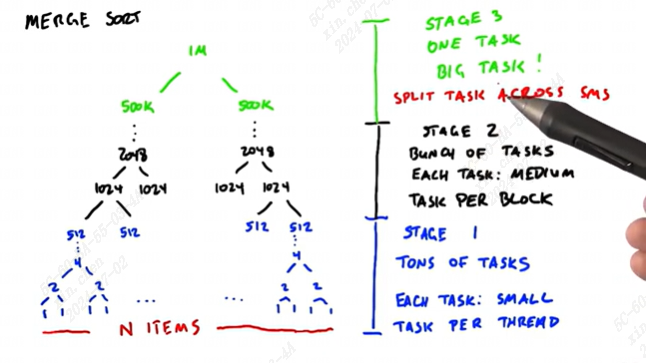 MERGE SORT
1M
500K 500K
2048 2048
1024 1024 1024 1024
512 512 512 512
4 4
2 2 2 2
1 1 1 1 1 1 1 1
N ITEMS
STAGE 3
ONE TASK
BIG TASK!
SPLIT TASK ACROSS SMS
STAGE 2
BUNCH OF TASKS
EACH TASK: MEDIUM
TASK PER BLOCK
STAGE 1
TONS OF TASKS
EACH TASK: SMALL
TASK PER THREAD